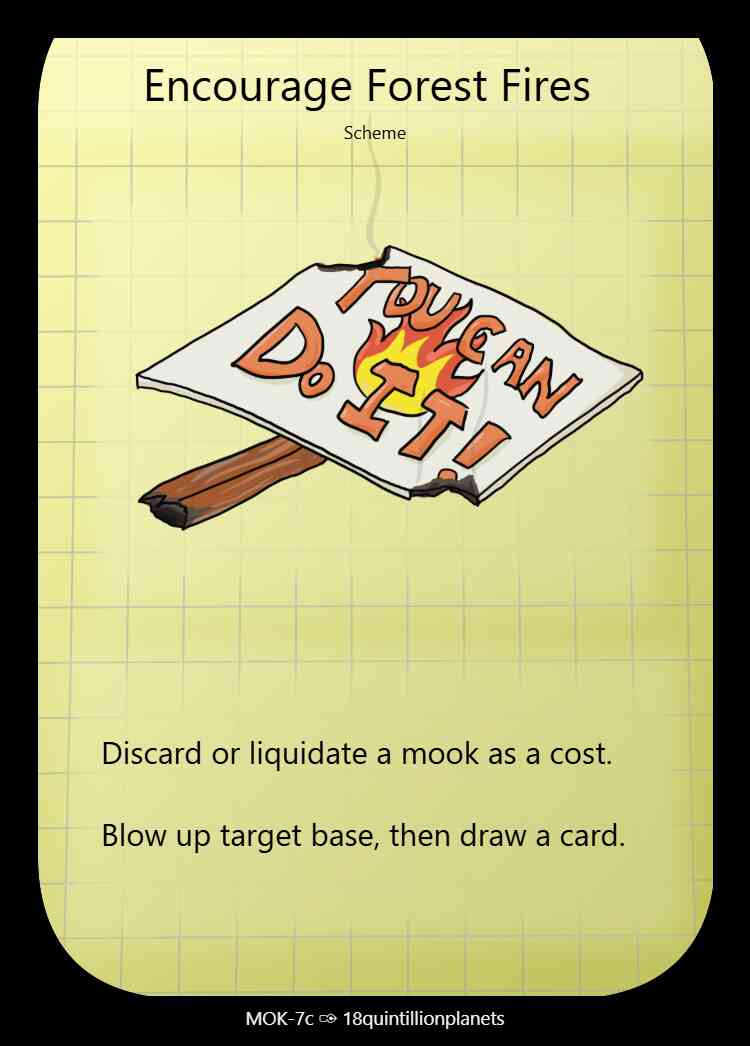 Encourage Forest Fires
Scheme
YOU CAN
DO IT!
Discard or liquidate a mook as a cost.
Blow up target base, then draw a card.
MOK-7c ✑ 18quintillionplanets